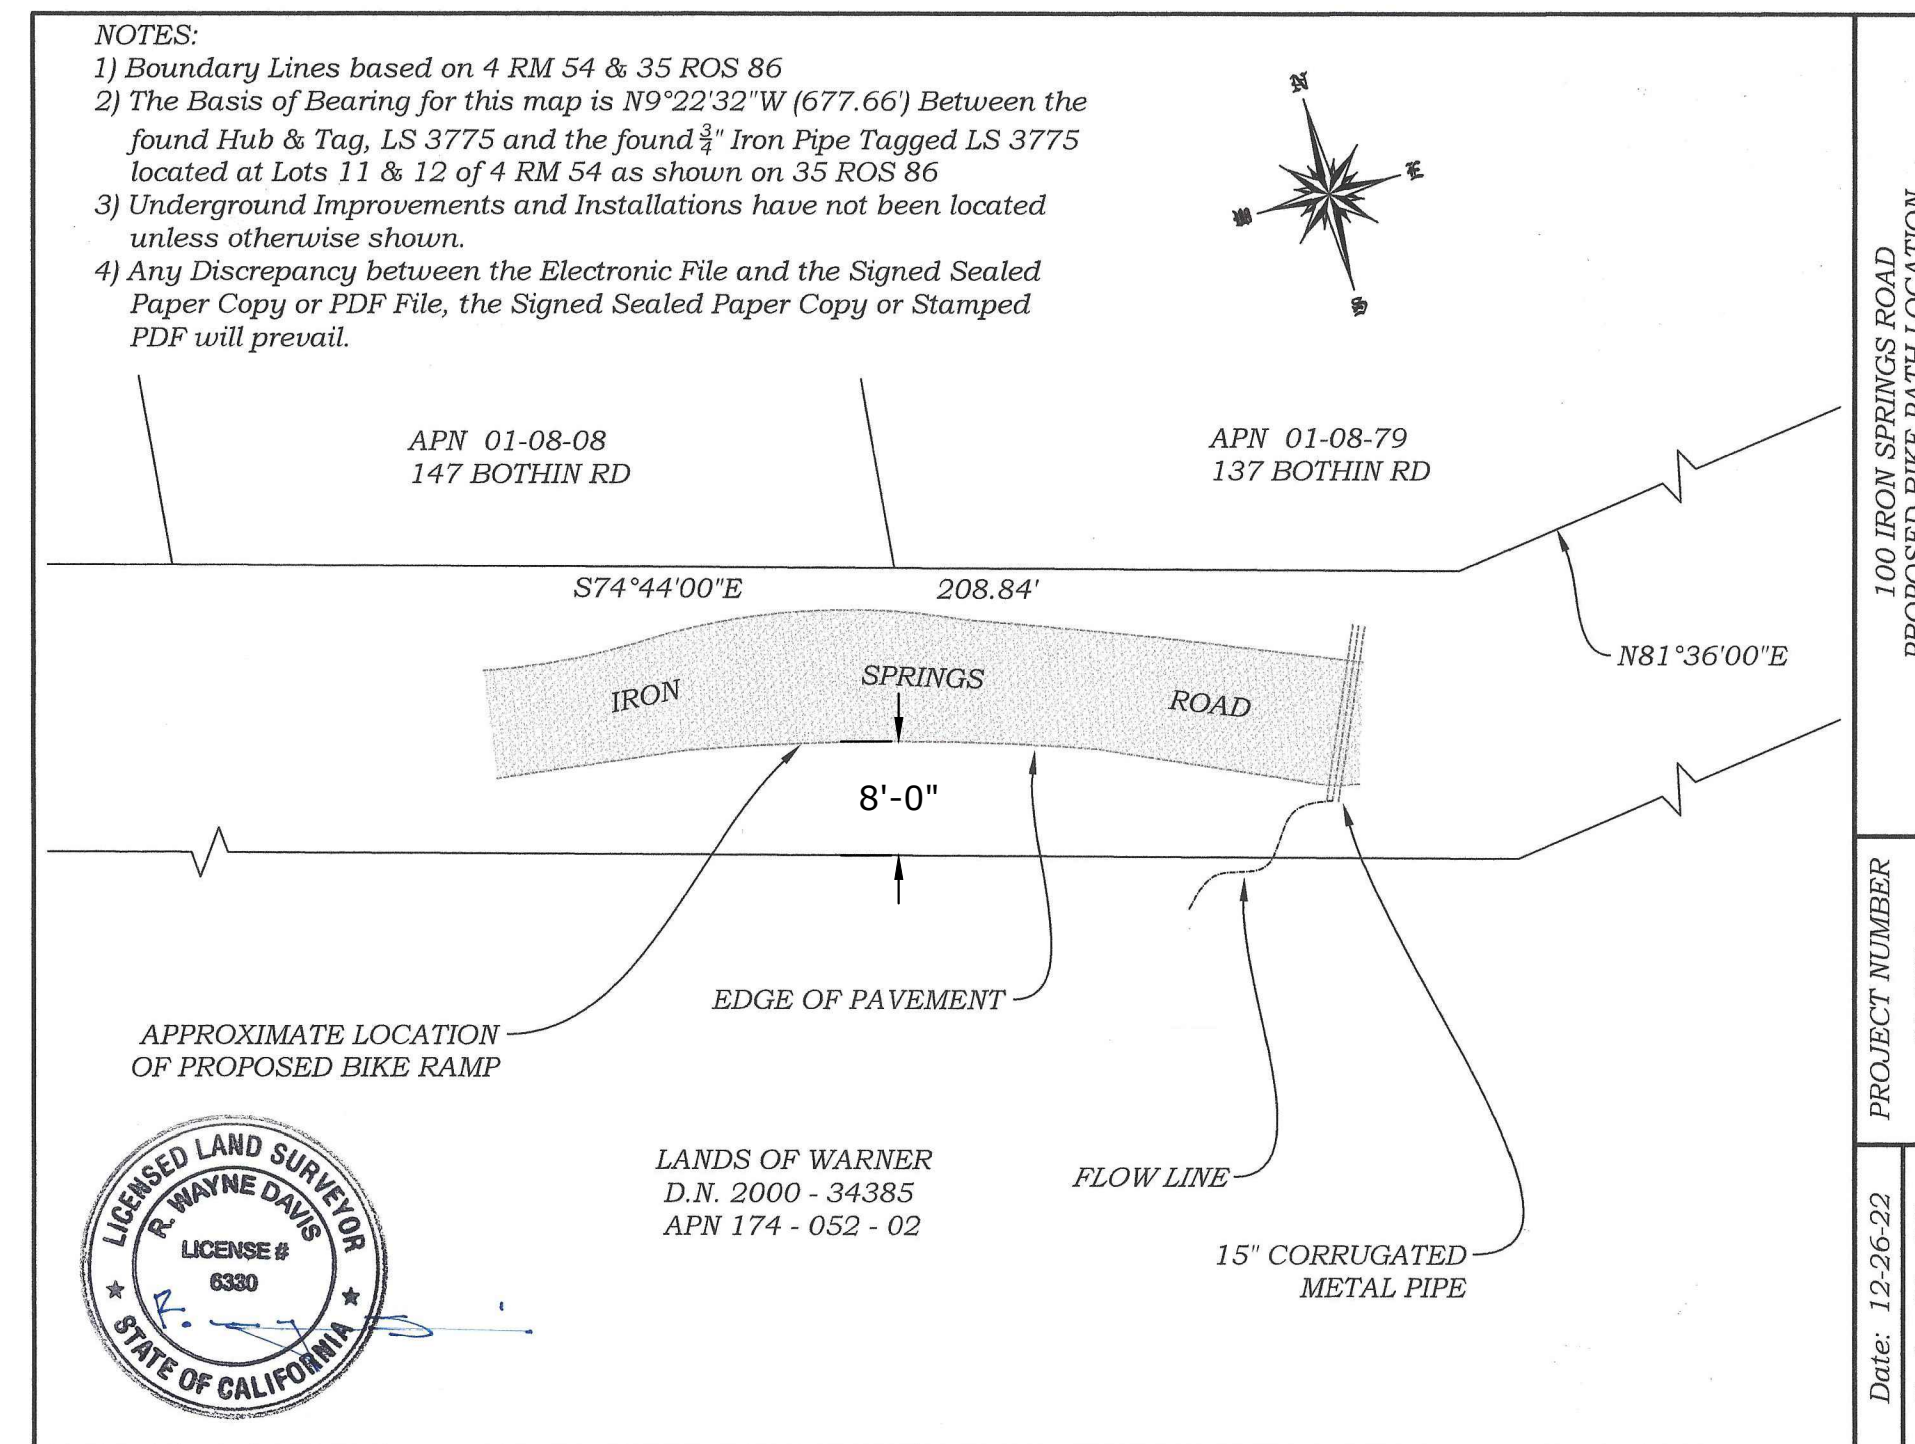 NOTES:
1) Boundary Lines based on 4 RM 54 & 35 ROS 86
2) The Basis of Bearing for this map is N9°22'32"W (677.66') Between the
found Hub & Tag, LS 3775 and the found 3/4" Iron Pipe Tagged LS 3775
located at Lots 11 & 12 of 4 RM 54 as shown on 35 ROS 86
3) Underground Improvements and Installations have not been located
unless otherwise shown.
4) Any Discrepancy between the Electronic File and the Signed Sealed
Paper Copy or PDF File, the Signed Sealed Paper Copy or Stamped
PDF will prevail.
N
E
W
S
APN 01-08-08
147 BOTHIN RD
APN 01-08-79
137 BOTHIN RD
S74°44'00"E 208.84'
N81°36'00"E
IRON SPRINGS ROAD
8'-0"
EDGE OF PAVEMENT
APPROXIMATE LOCATION
OF PROPOSED BIKE RAMP
LANDS OF WARNER
D.N. 2000 - 34385
APN 174 - 052 - 02
FLOW LINE
15" CORRUGATED
METAL PIPE
LICENSED LAND SURVEYOR
R. WAYNE DAVIS
LICENSE #
6330
STATE OF CALIFORNIA
100 IRON SPRINGS ROAD
PROPOSED BIKE PATH LOCATION
PROJECT NUMBER
Date: 12-26-22